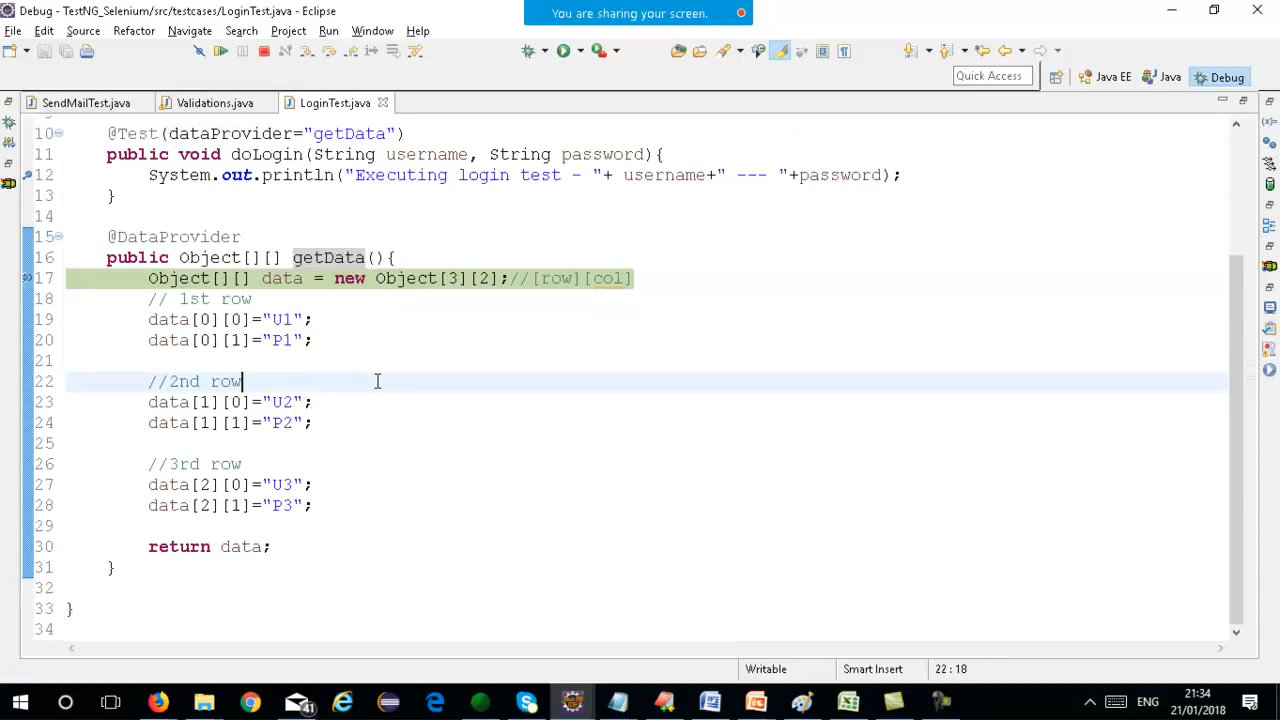 Debug - TestNG_Selenium/src/testcases/LoginTest.java - Eclipse
You are sharing your screen.
File Edit Source Refactor Navigate Search Project Run Window Help
Quick Access
Java EE
Java
Debug
SendMailTest.java
Validations.java
LoginTest.java
10 @Test(dataProvider="getData")
11 public void doLogin(String username, String password){
12 System.out.println("Executing login test - "+ username+" --- "+password);
13 }
14
15 @DataProvider
16 public Object[][] getData(){
17 Object[][] data = new Object[3][2];//[row][col]
18 // 1st row
19 data[0][0]="U1";
20 data[0][1]="P1";
21
22 //2nd row
23 data[1][0]="U2";
24 data[1][1]="P2";
25
26 //3rd row
27 data[2][0]="U3";
28 data[2][1]="P3";
29
30 return data;
31 }
32
33 }
34
Writable
Smart Insert
22 : 18
41
ENG
21:34
21/01/2018